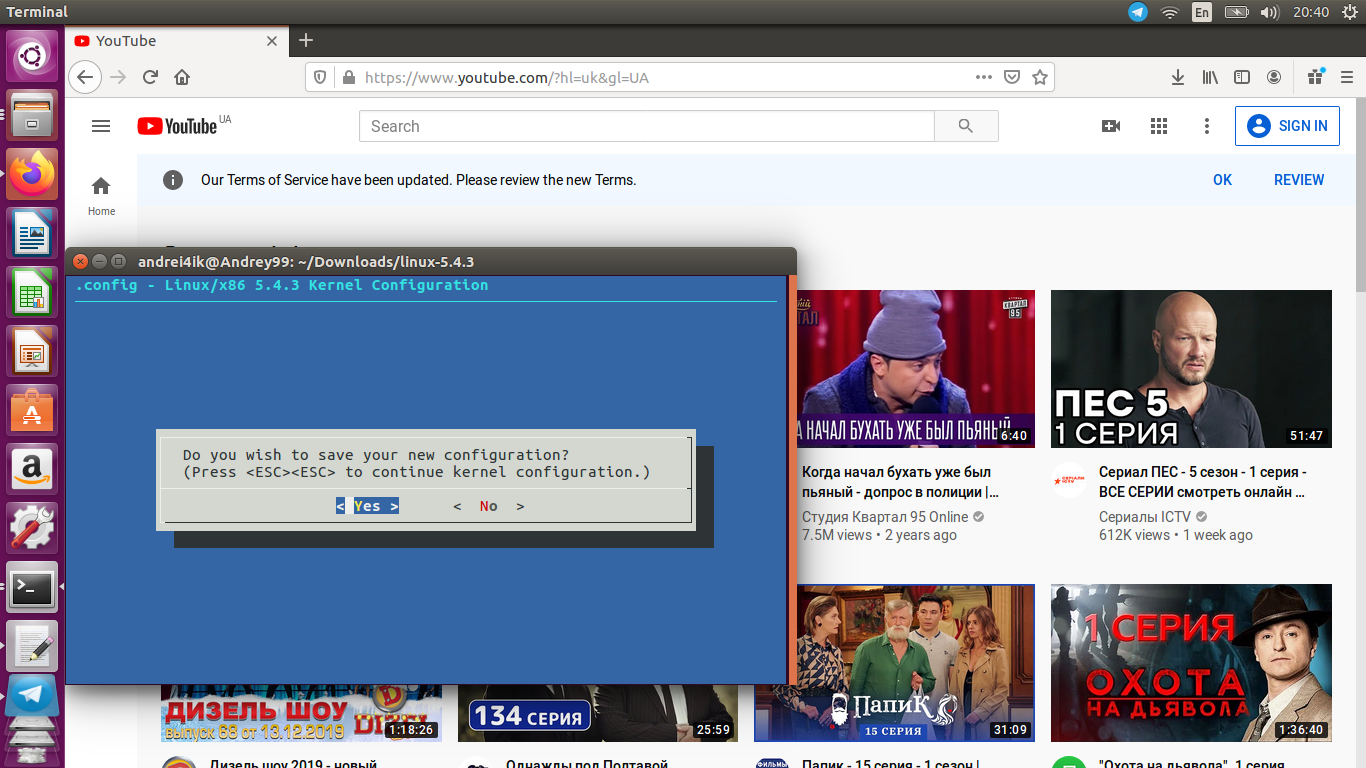 Terminal
En
20:40
YouTube
https://www.youtube.com/?hl=uk&gl=UA
YouTube UA
Search
SIGN IN
Our Terms of Service have been updated. Please review the new Terms.
OK
REVIEW
Home
andrei4ik@Andrey99: ~/Downloads/linux-5.4.3
.config - Linux/x86 5.4.3 Kernel Configuration
Do you wish to save your new configuration?
(Press <ESC><ESC> to continue kernel configuration.)
< Yes >
< No >
КВАРТАЛ
95
А НАЧАЛ БУХАТЬ УЖЕ БЫЛ ПЬЯНЫЙ
6:40
ПЕС 5
1 СЕРИЯ
51:47
Когда начал бухать уже был
пьяный - допрос в полиции |...
Студия Квартал 95 Online
7.5M views • 2 years ago
Сериал ПЕС - 5 сезон - 1 серия -
ВСЕ СЕРИИ смотреть онлайн ...
Сериалы ICTV
612K views • 1 week ago
ДИЗЕЛЬ ШОУ
выпуск 68 от 13.12.2019
1:18:26
134 СЕРИЯ
25:59
ПАПИК
15 СЕРИЯ
31:09
1 СЕРИЯ
ОХОТА
НА ДЬЯВОЛА
1:36:40
Дизель шоу 2019 - новый
Однажды под Полтавой
ФИЛЬМЫ
Папик - 15 серия - 1 сезон |
"Охота на дьявола". 1 серия